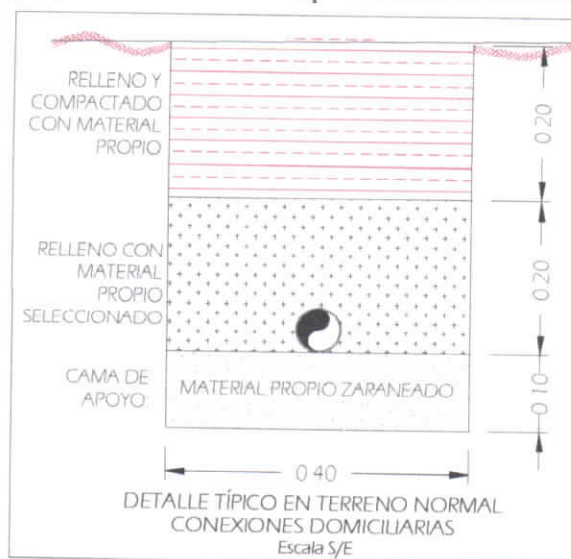 RELLENO Y
COMPACTADO
CON MATERIAL
PROPIO
0.20
RELLENO CON
MATERIAL
PROPIO
SELECCIONADO
0.20
CAMA DE
APOYO
MATERIAL PROPIO ZARANEADO
0.10
0.40
DETALLE TÍPICO EN TERRENO NORMAL
CONEXIONES DOMICILIARIAS
Escala S/E